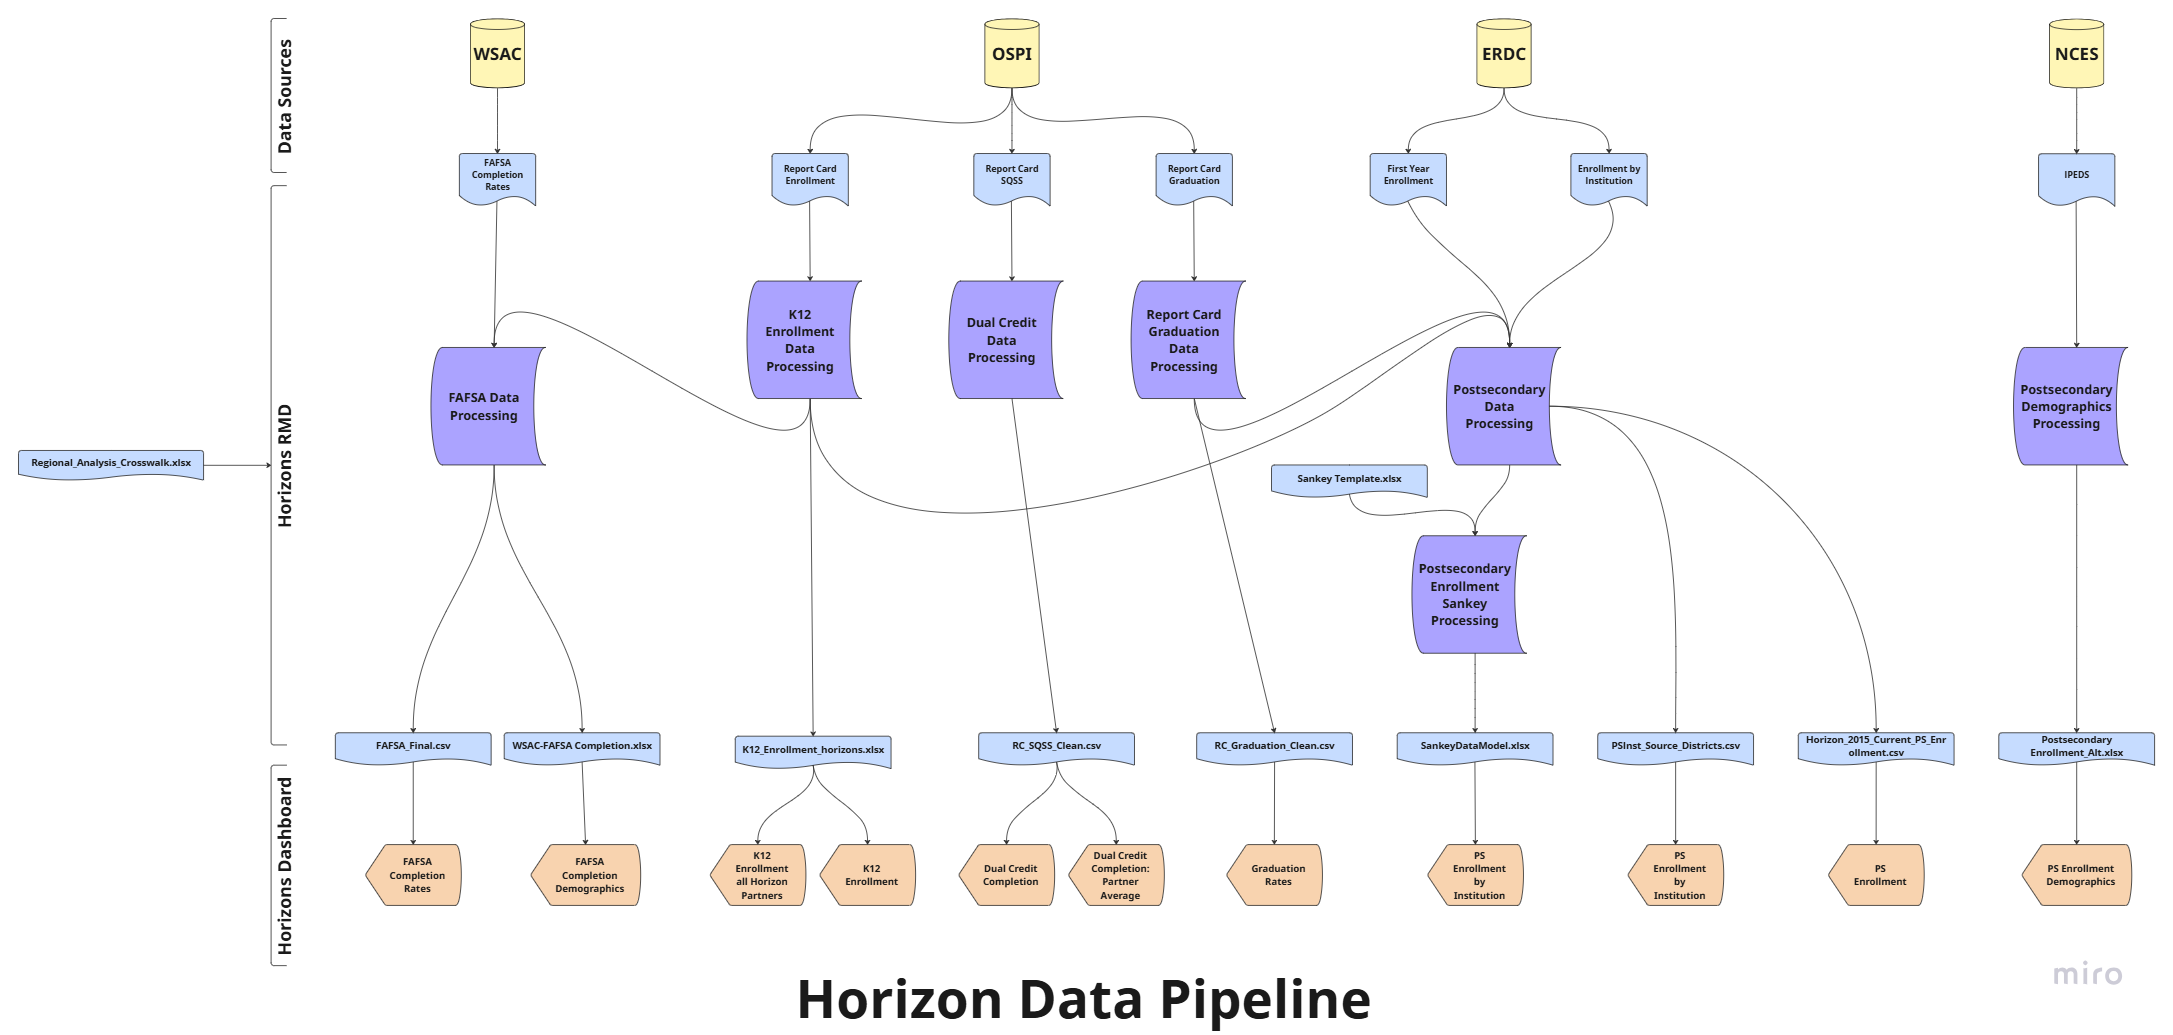 Data Sources
WSAC
OSPI
ERDC
NCES
FAFSA
Completion
Rates
Report Card
Enrollment
Report Card
SQSS
Report Card
Graduation
First Year
Enrollment
Enrollment by
Institution
IPEDS
Horizons RMD
Regional_Analysis_Crosswalk.xlsx
FAFSA Data
Processing
K12
Enrollment
Data
Processing
Dual Credit
Data
Processing
Report Card
Graduation
Data
Processing
Postsecondary
Data
Processing
Postsecondary
Demographics
Processing
Sankey Template.xlsx
Postsecondary
Enrollment
Sankey
Processing
FAFSA_Final.csv
WSAC-FAFSA Completion.xlsx
K12_Enrollment_horizons.xlsx
RC_SQSS_Clean.csv
RC_Graduation_Clean.csv
SankeyDataModel.xlsx
PSInst_Source_Districts.csv
Horizon_2015_Current_PS_Enr
ollment.csv
Postsecondary
Enrollment_Alt.xlsx
Horizons Dashboard
FAFSA
Completion
Rates
FAFSA
Completion
Demographics
K12
Enrollment
all Horizon
Partners
K12
Enrollment
Dual Credit
Completion
Dual Credit
Completion:
Partner
Average
Graduation
Rates
PS
Enrollment
by
Institution
PS
Enrollment
by
Institution
PS
Enrollment
PS Enrollment
Demographics
miro
Horizon Data Pipeline